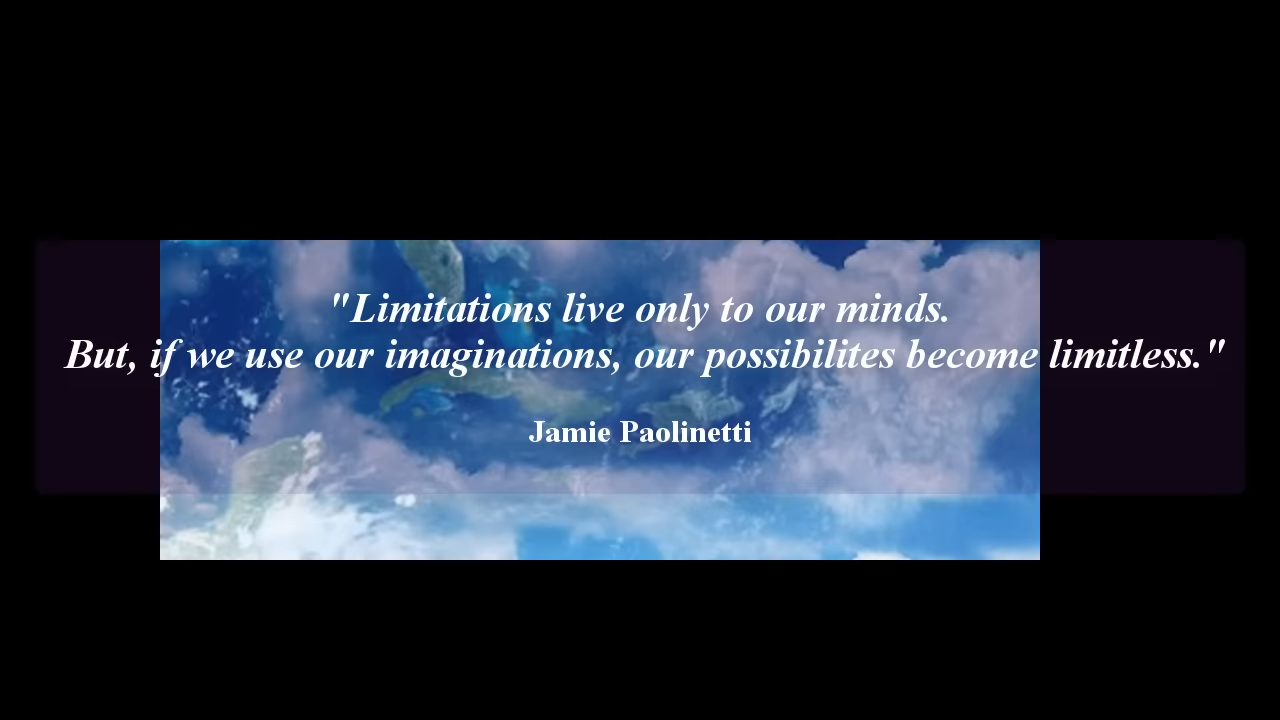 "Limitations live only to our minds.
But, if we use our imaginations, our possibilites become limitless."
Jamie Paolinetti